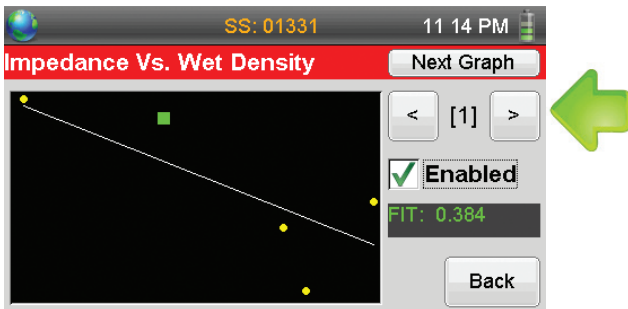 SS: 01331 11 14 PM
Impedance Vs. Wet Density Next Graph
< [1] >
Enabled
FIT: 0.384
Back